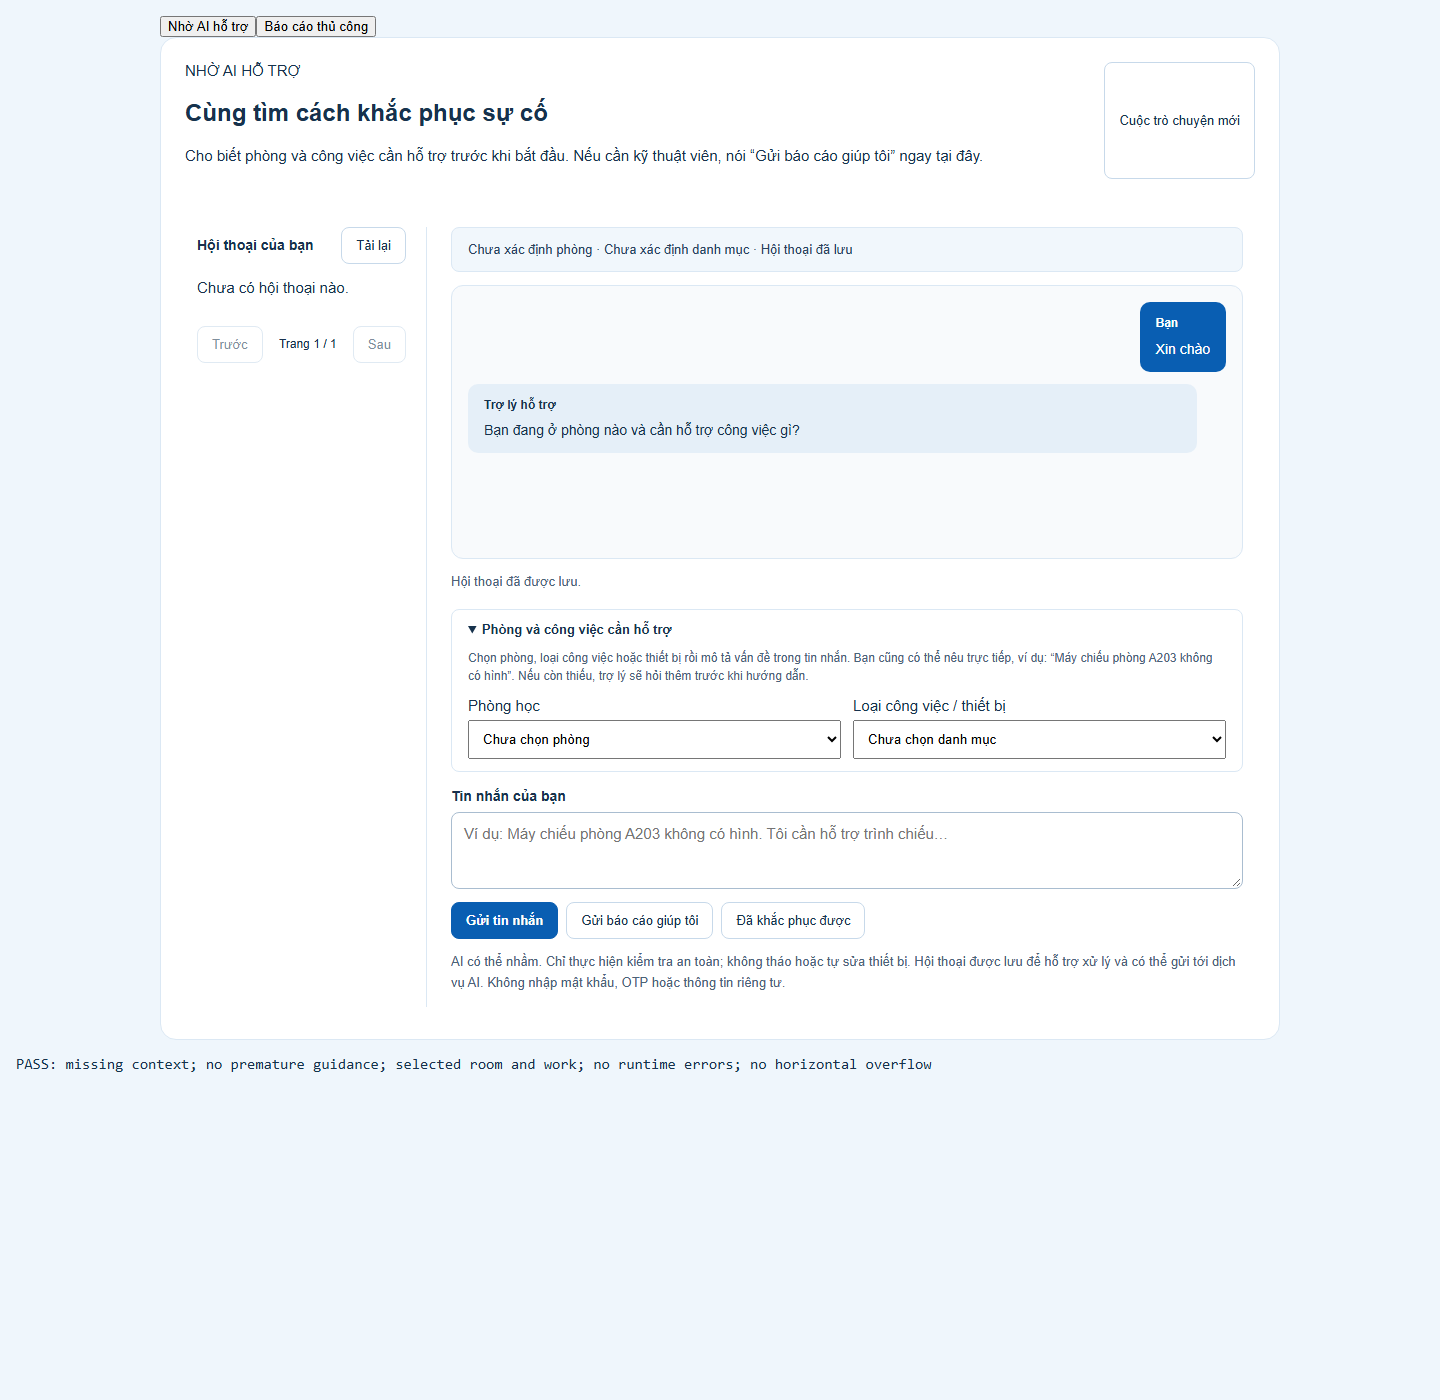 Nhờ AI hỗ trợ
Báo cáo thủ công
NHỜ AI HỖ TRỢ
Cùng tìm cách khắc phục sự cố
Cho biết phòng và công việc cần hỗ trợ trước khi bắt đầu. Nếu cần kỹ thuật viên, nói “Gửi báo cáo giúp tôi” ngay tại đây.
Cuộc trò chuyện mới
Hội thoại của bạn
Tải lại
Chưa có hội thoại nào.
Trước
Trang 1 / 1
Sau
Chưa xác định phòng · Chưa xác định danh mục · Hội thoại đã lưu
Bạn
Xin chào
Trợ lý hỗ trợ
Bạn đang ở phòng nào và cần hỗ trợ công việc gì?
Hội thoại đã được lưu.
▼ Phòng và công việc cần hỗ trợ
Chọn phòng, loại công việc hoặc thiết bị rồi mô tả vấn đề trong tin nhắn. Bạn cũng có thể nêu trực tiếp, ví dụ: “Máy chiếu phòng A203 không
có hình”. Nếu còn thiếu, trợ lý sẽ hỏi thêm trước khi hướng dẫn.
Phòng học
Loại công việc / thiết bị
Chưa chọn phòng
Chưa chọn danh mục
Tin nhắn của bạn
Ví dụ: Máy chiếu phòng A203 không có hình. Tôi cần hỗ trợ trình chiếu…
Gửi tin nhắn
Gửi báo cáo giúp tôi
Đã khắc phục được
AI có thể nhầm. Chỉ thực hiện kiểm tra an toàn; không tháo hoặc tự sửa thiết bị. Hội thoại được lưu để hỗ trợ xử lý và có thể gửi tới dịch
vụ AI. Không nhập mật khẩu, OTP hoặc thông tin riêng tư.
PASS: missing context; no premature guidance; selected room and work; no runtime errors; no horizontal overflow